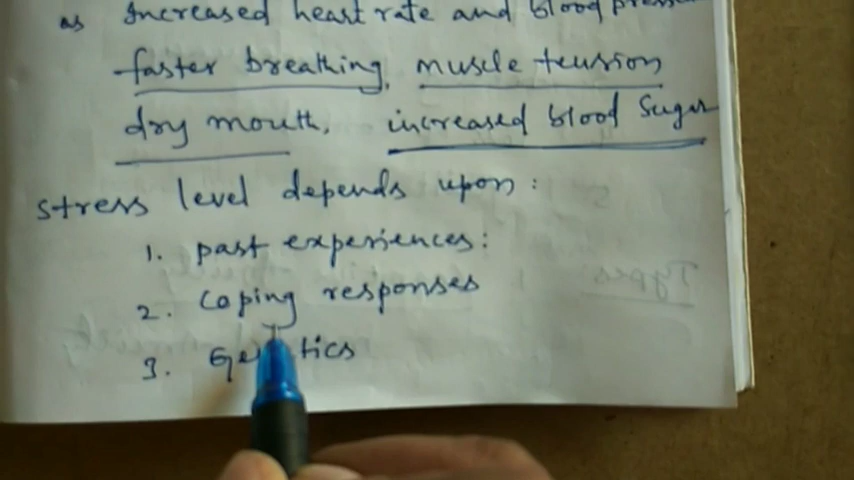 as Increased heart rate and blood
faster breathing, muscle tension
dry mouth, increased blood sugar
stress level depends upon:
1. past experiences:
2. Coping responses
3.
Types